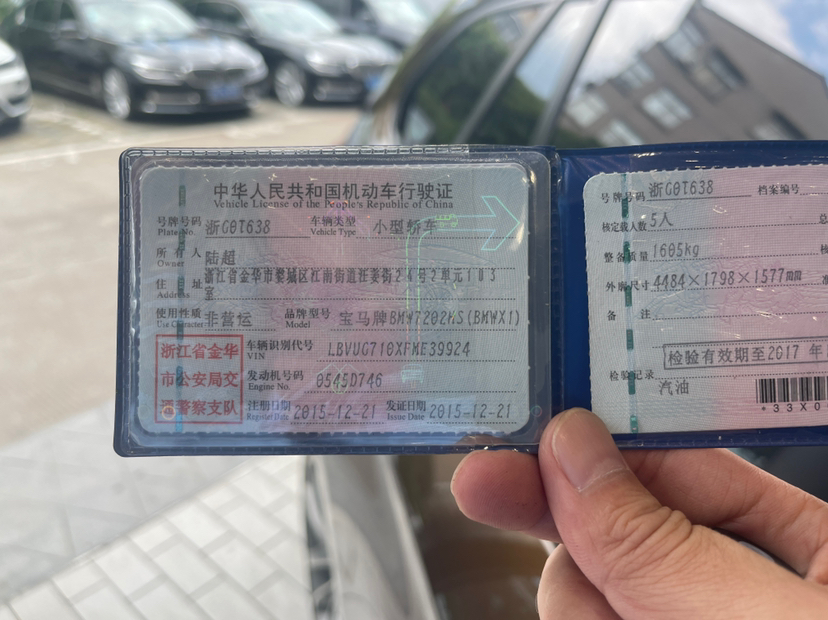 中华人民共和国机动车行驶证
Vehicle License of the People's Republic of China
号牌号码 浙G0T638 车辆类型 小型轿车
Plate No. Vehicle Type
所有人 陆超
Owner
浙江省金华市婺城区江南街道汪姜街 号2单元103
住址 室
Address
使用性质 非营运 品牌型号 宝马牌BMW7202HS(BMWX1)
Use Character Model
浙江省金华
市公安局交
通警察支队
车辆识别代号 LBVUG710XFME39924
VIN
发动机号码 0545D746
Engine No.
注册日期 2015-12-21 发证日期 2015-12-21
Register Date Issue Date
号牌号码 浙G0T638 档案编号
核定载人数 5人 总
整备质量 1605kg
外廓尺寸 4484×1798×1577mm 准
备注
检验有效期至2017年
检验记录
汽油
*33X0